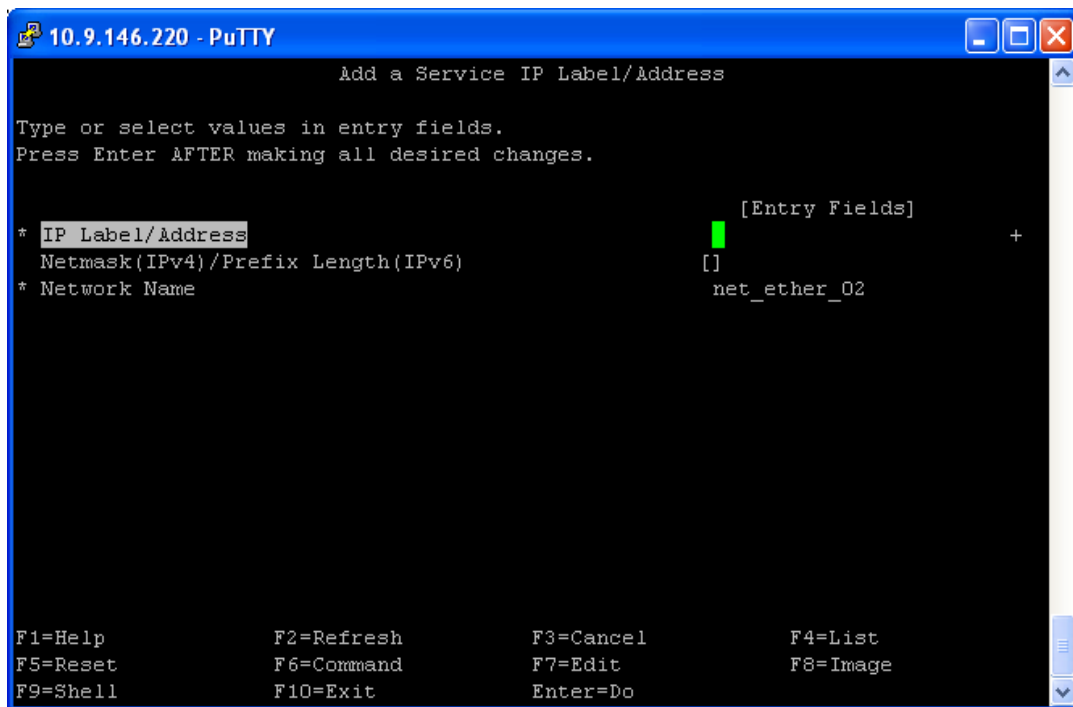 10.9.146.220 - PuTTY
Add a Service IP Label/Address
Type or select values in entry fields.
Press Enter AFTER making all desired changes.
[Entry Fields]
* IP Label/Address +
Netmask(IPv4)/Prefix Length(IPv6) []
* Network Name net_ether_02
F1=Help F2=Refresh F3=Cancel F4=List
F5=Reset F6=Command F7=Edit F8=Image
F9=Shell F10=Exit Enter=Do